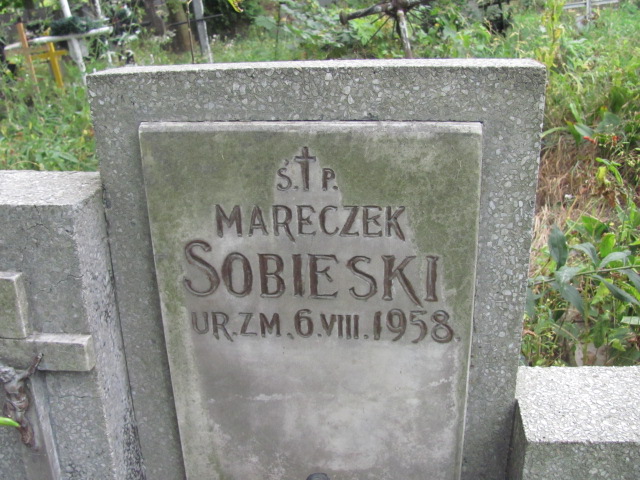 Ś.P.
MARECZEK
SOBIESKI
UR.ZM.6.VIII.1958.